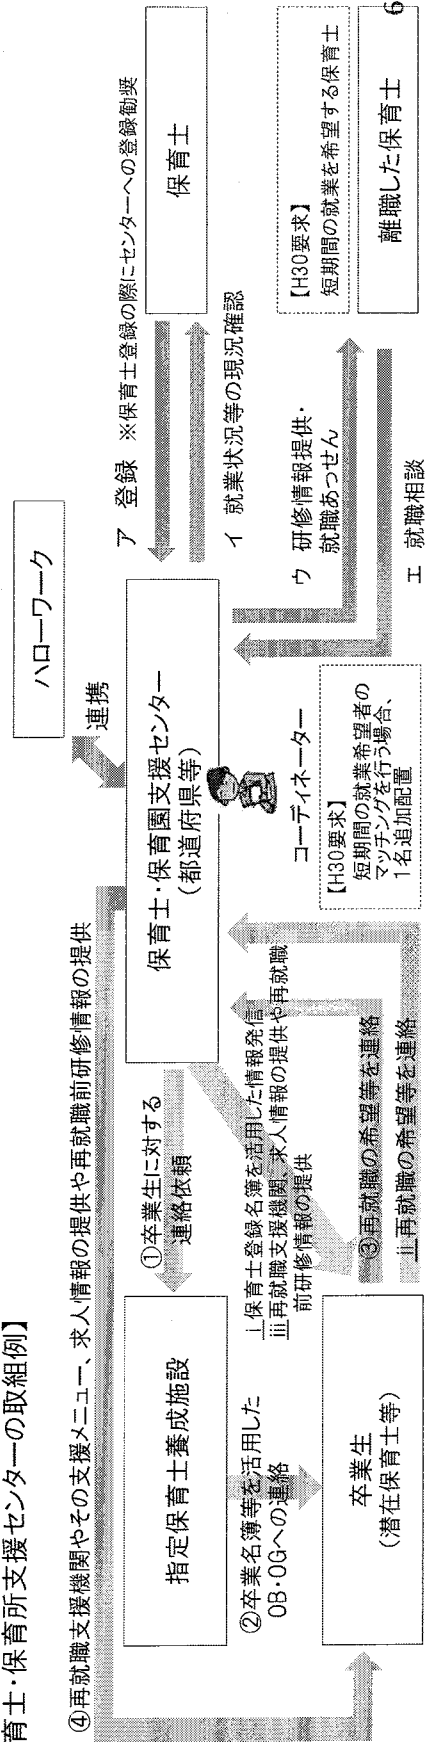 育士・保育所支援センターの取組例】
④再就職支援機関やその支援メニュー、求人情報の提供や再就職前研修情報の提供
ハローワーク
連携
ア 登録 ※保育士登録の際にセンターへの登録勧奨
保育士
イ 就業状況等の現況確認
指定保育士養成施設
①卒業生に対する
連絡依頼
保育士・保育園支援センター
(都道府県等)
コーディネーター
【H30要求】
短期間の就業希望者の
マッチングを行う場合、
1名追加配置
ウ 研修情報提供・
就職あっせん
エ 就職相談
【H30要求】
短期間の就業を希望する保育士
離職した保育士
②卒業名簿等を活用した
OB・OGへの連絡
ⅰ保育士登録名簿を活用した情報発信
ⅲ再就職支援機関、求人情報の提供や再就職
前研修情報の提供
卒業生
(潜在保育士等)
③再就職の希望等を連絡
ⅱ再就職の希望等を連絡
6